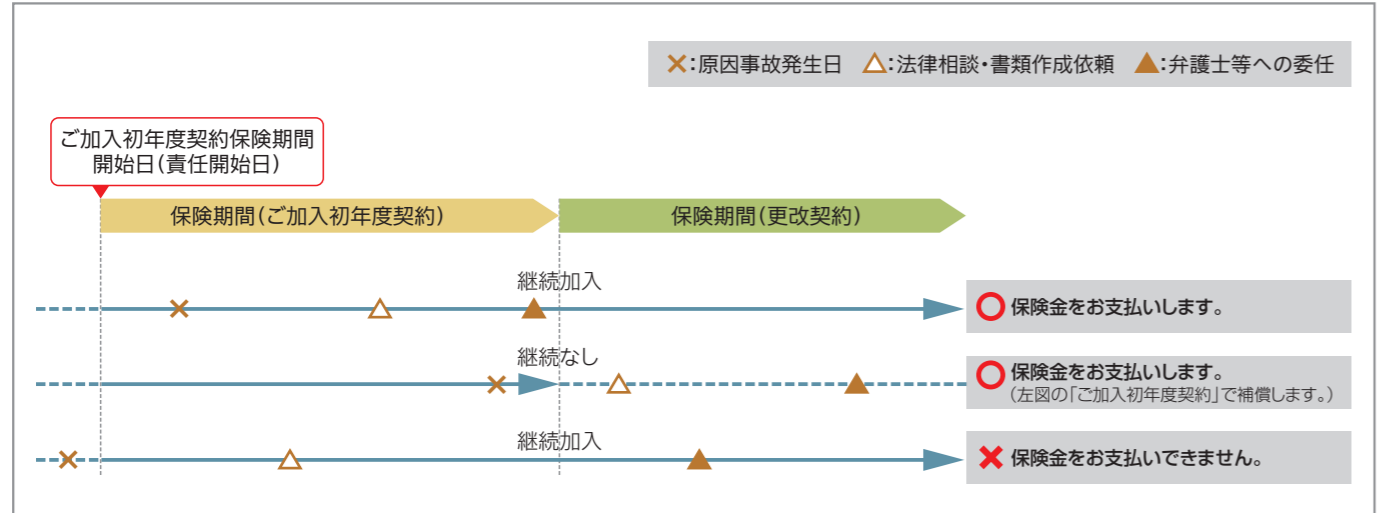 ×:原因事故発生日 △:法律相談・書類作成依頼 ▲:弁護士等への委任
ご加入初年度契約保険期間
開始日(責任開始日)
保険期間(ご加入初年度契約)
保険期間(更改契約)
継続加入
保険金をお支払いします。
継続なし
保険金をお支払いします。
(左図の「ご加入初年度契約」で補償します。)
継続加入
保険金をお支払いできません。